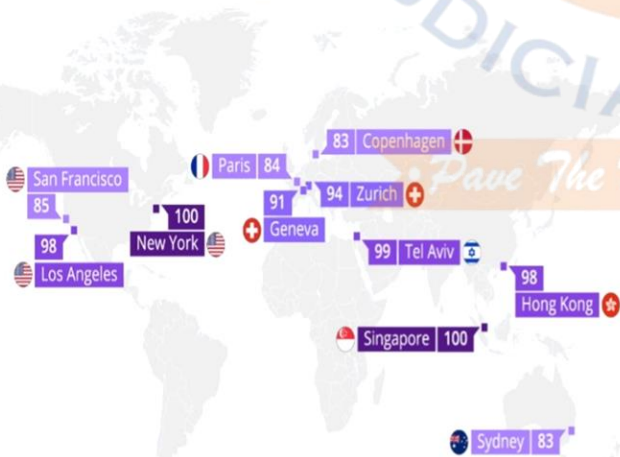 UDICIA
83 Copenhagen
Paris 84
Pave The
San Francisco
85
94 Zurich
91
Geneva
100
New York
98
Los Angeles
99 Tel Aviv
98
Hong Kong
Singapore 100
Sydney 83